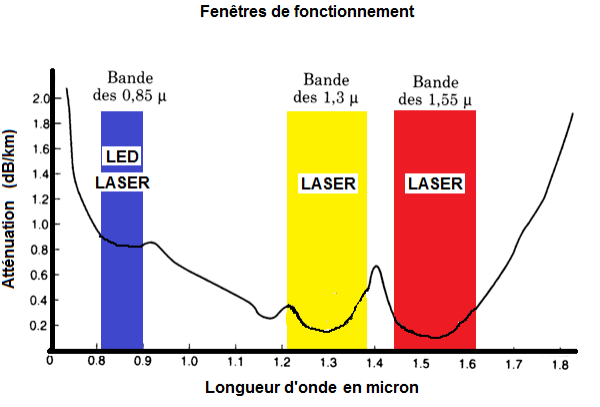 Fenêtres de fonctionnement
Bande
des 0,85 µ
Bande
des 1,3 µ
Bande
des 1,55 µ
LED
LASER
LASER
LASER
Atténuation (dB/km)
2.0
1.8
1.6
1.4
1.2
1.0
0.8
0.6
0.4
0.2
0 0.8 0.9 1.0 1.1 1.2 1.3 1.4 1.5 1.6 1.7 1.8
Longueur d'onde en micron